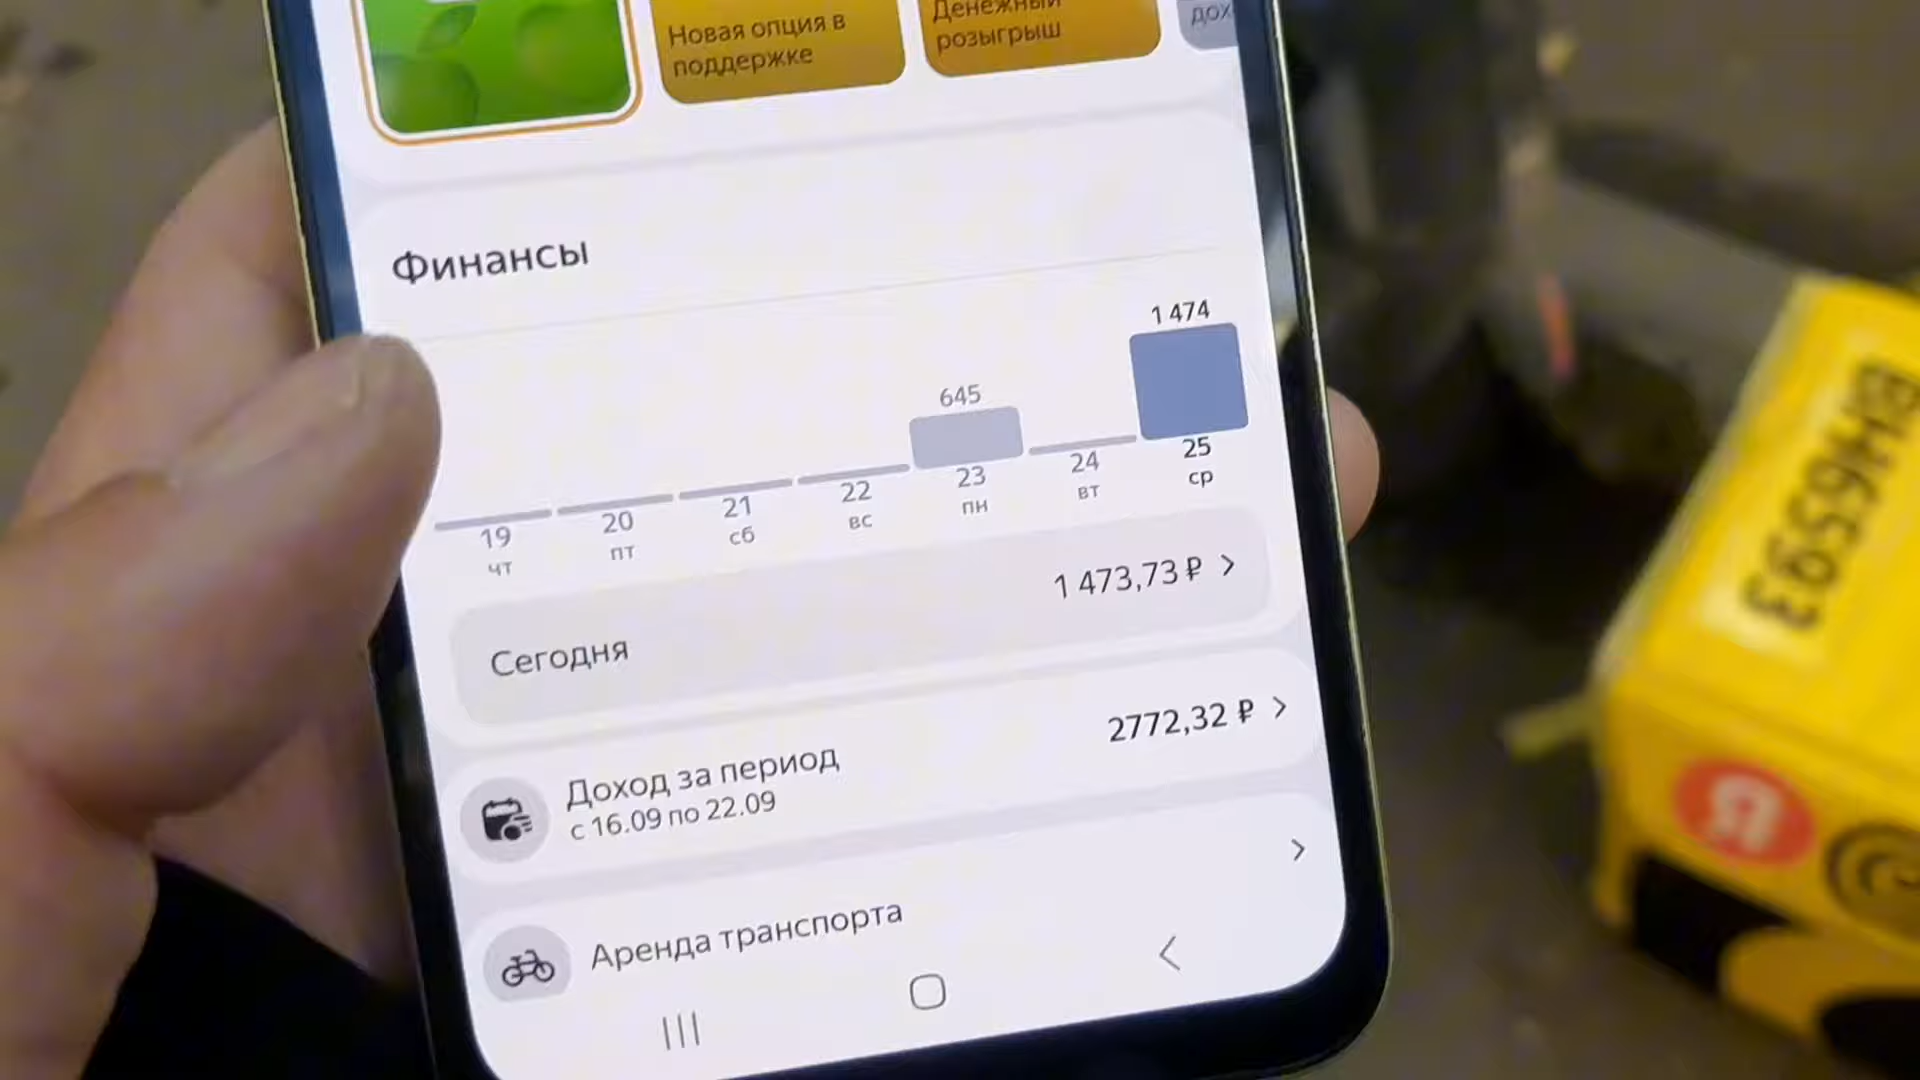 Новая опция в
поддержке
Денежный
розыгрыш
дох
Финансы
1 474
645
19
чт
20
пт
21
сб
22
вс
23
пн
24
вт
25
ср
Сегодня
1 473,73 ₽
Доход за период
2772,32 ₽
с 16.09 по 22.09
Аренда транспорта
Я